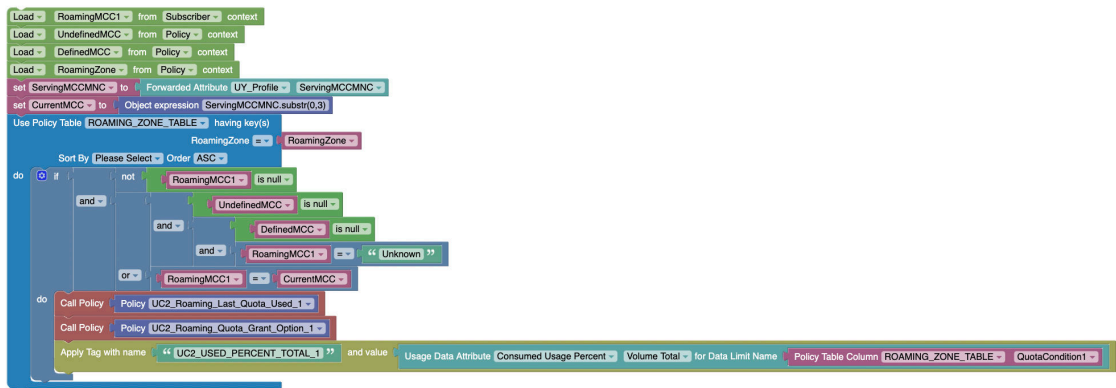 Load RoamingMCC1 from Subscriber context
Load UndefinedMCC from Policy context
Load DefinedMCC from Policy context
Load RoamingZone from Policy context
set ServingMCCMNC to Forwarded Attribute UY_Profile ServingMCCMNC
set CurrentMCC to Object expression ServingMCCMNC.substr(0,3)
Use Policy Table ROAMING_ZONE_TABLE having key(s)
RoamingZone = RoamingZone
Sort By Please Select Order ASC
do if not RoamingMCC1 is null
and UndefinedMCC is null
and DefinedMCC is null
and RoamingMCC1 = “ Unknown ”
or RoamingMCC1 = CurrentMCC
do Call Policy Policy UC2_Roaming_Last_Quota_Used_1
Call Policy Policy UC2_Roaming_Quota_Grant_Option_1
Apply Tag with name “ UC2_USED_PERCENT_TOTAL_1 ” and value Usage Data Attribute Consumed Usage Percent Volume Total for Data Limit Name Policy Table Column ROAMING_ZONE_TABLE QuotaCondition1